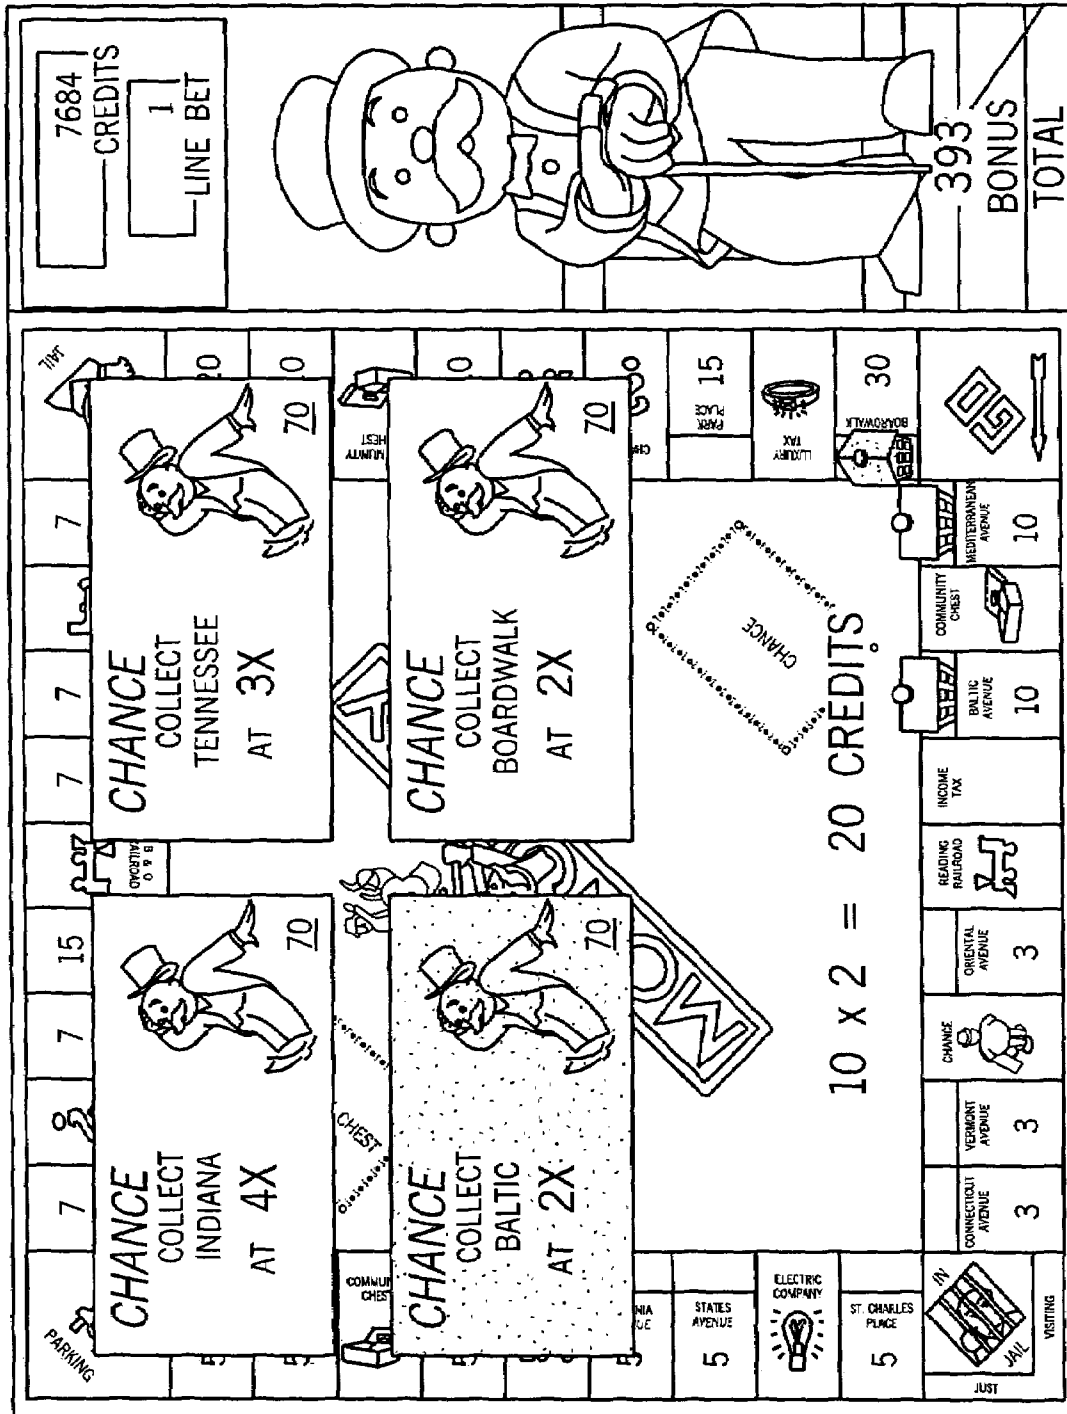 7684
CREDITS
1
LINE BET
393
BONUS
TOTAL
PARKING
7
7
15
B & O
7
7
7
JAIL
CHANCE
COLLECT
INDIANA
AT 4X
70
CHANCE
COLLECT
TENNESSEE
AT 3X
70
CHANCE
COLLECT
BALTIC
AT 2X
70
CHANCE
COLLECT
BOARDWALK
AT 2X
70
CHEST
CHANCE
10 x 2 = 20 CREDITS
STATES
AVENUE
5
ELECTRIC
COMPANY
ST. CHARLES
PLACE
5
PARK
PLACE
15
LUXURY
TAX
BOARDWALK
30
IN
JAIL
JUST
VISITING
CONNECTICUT
AVENUE
3
VERMONT
AVENUE
3
CHANCE
ORIENTAL
AVENUE
3
READING
RAILROAD
INCOME
TAX
BALTIC
AVENUE
10
COMMUNITY
CHEST
MEDITERRANEAN
AVENUE
10
GO